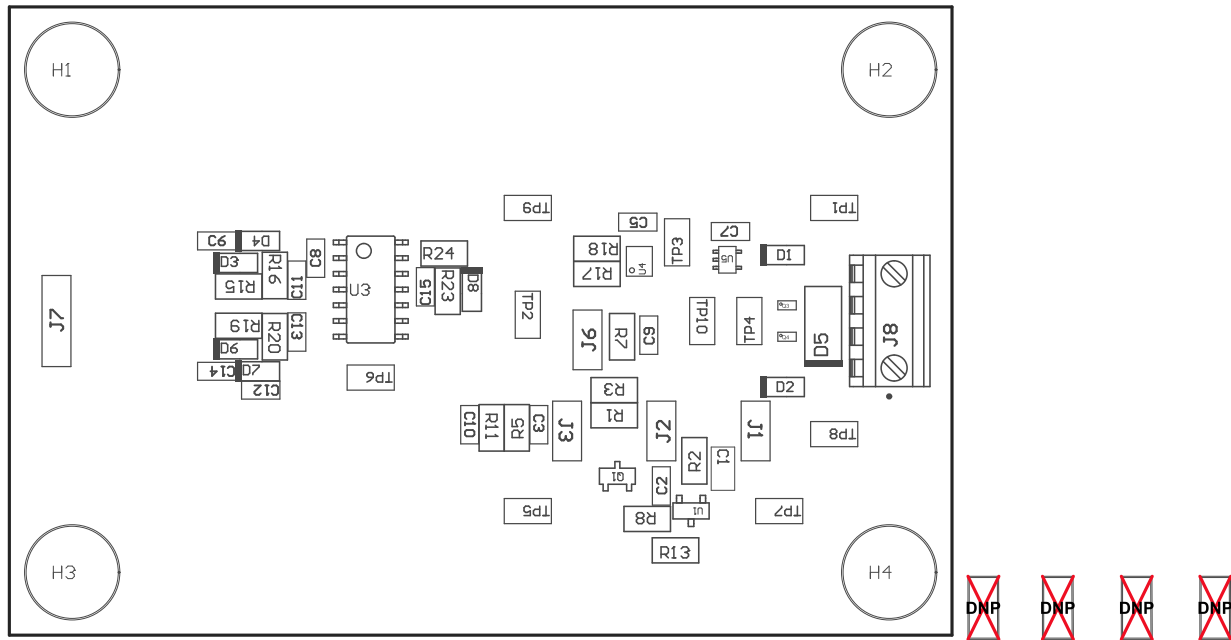 H1
H2
TP9
TP1
C5
TP3
C7
C6
D4
C8
R24
R18
U4
U5
D1
D3
R16
R15
C11
U3
C15
R23
D8
R17
J7
TP2
J6
R7
C9
TP10
TP4
D5
J8
R19
R20
C13
D6
C14
D7
C12
TP6
R3
D2
C10
R11
R5
C3
J3
R1
J2
J1
TP8
R2
C1
Q1
C2
TP5
R8
U1
TP7
R13
H3
H4
DNP
DNP
DNP
DNP